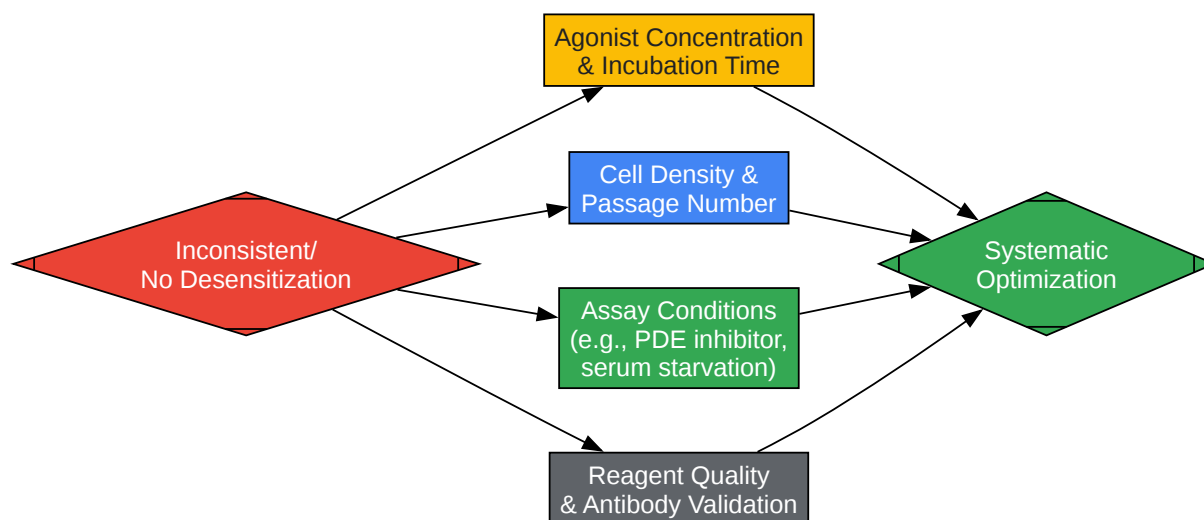 Agonist Concentration
& Incubation Time
Cell Density &
Passage Number
Inconsistent/
No Desensitization
Systematic
Optimization
Assay Conditions
(e.g., PDE inhibitor,
serum starvation)
Reagent Quality
& Antibody Validation